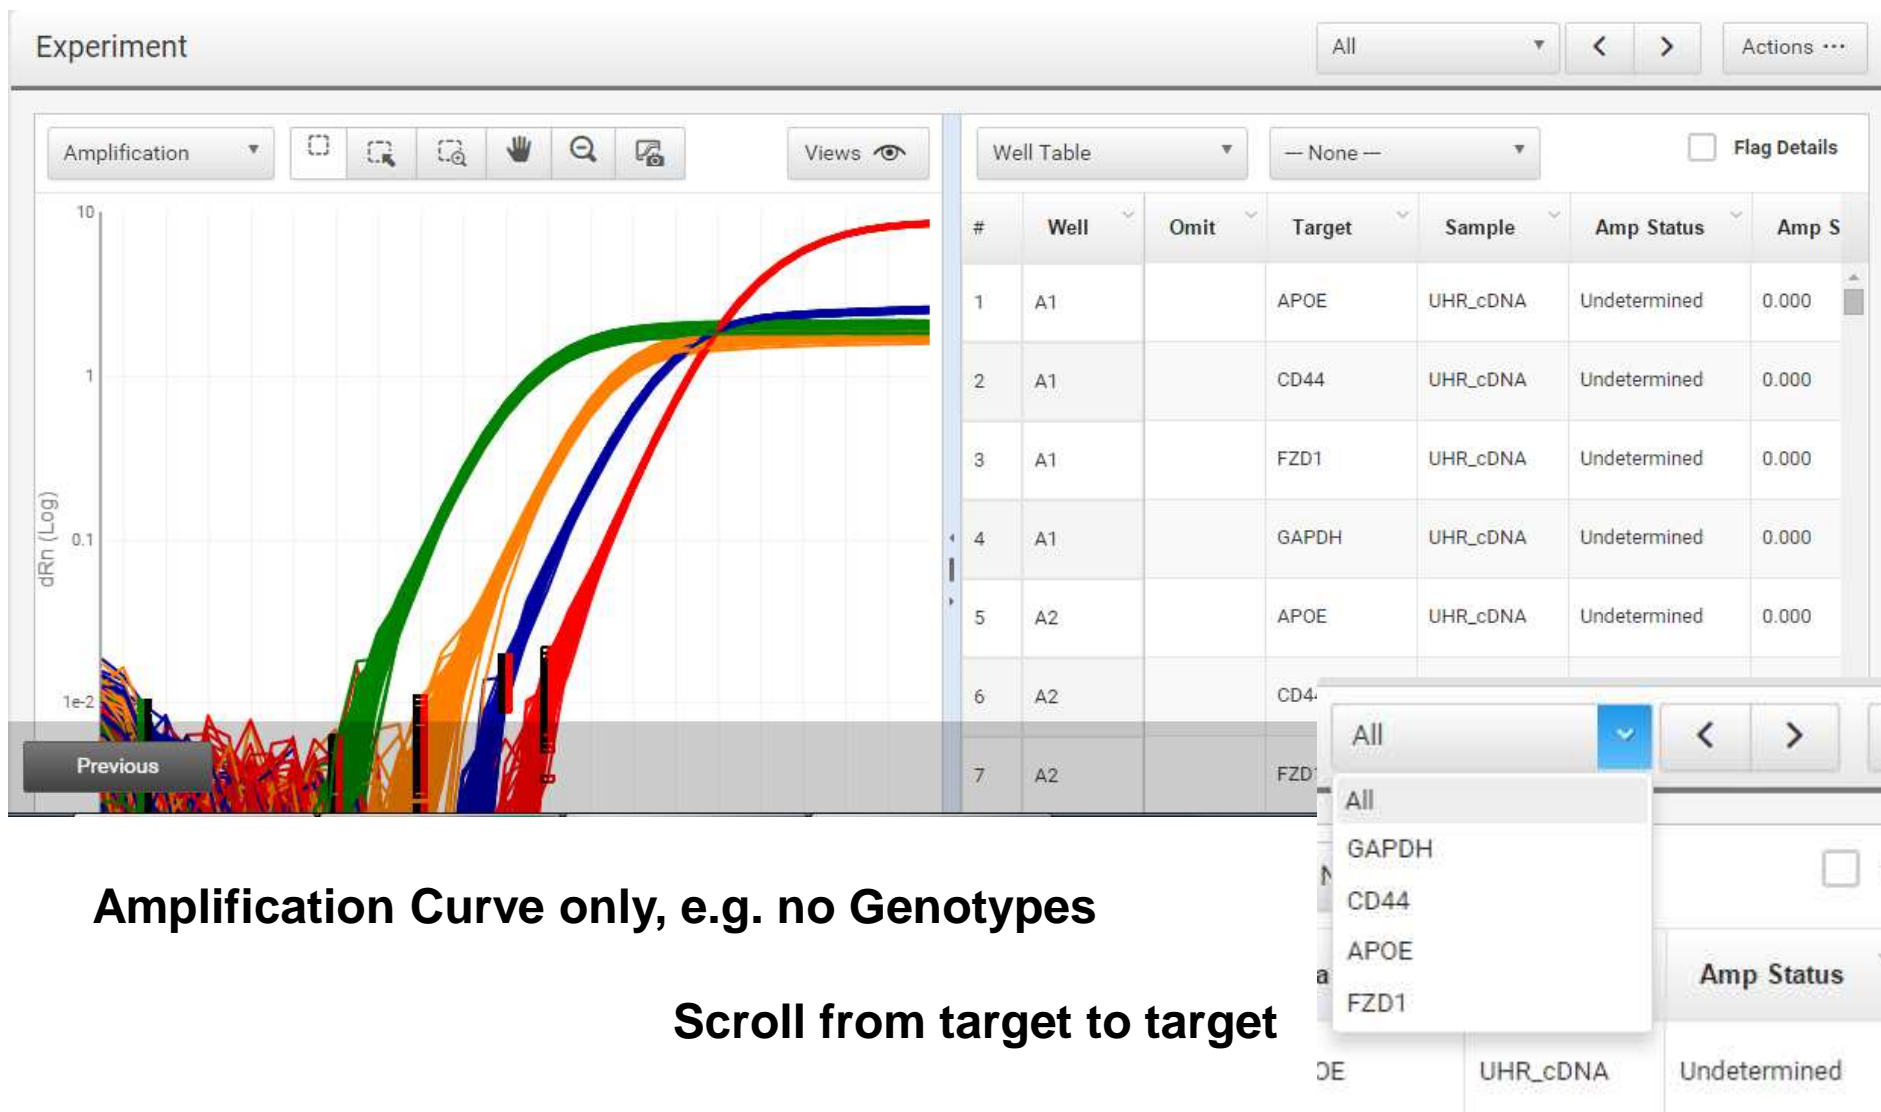 Experiment
All
Actions ···
Amplification
Views
Well Table
— None —
Flag Details
10
1
0.1
1e-2
dRn (Log)
# Well Omit Target Sample Amp Status Amp S
1 A1 APOE UHR_cDNA Undetermined 0.000
2 A1 CD44 UHR_cDNA Undetermined 0.000
3 A1 FZD1 UHR_cDNA Undetermined 0.000
4 A1 GAPDH UHR_cDNA Undetermined 0.000
5 A2 APOE UHR_cDNA Undetermined 0.000
6 A2 CD4
7 A2 FZD
Previous
All
All
GAPDH
CD44
APOE
FZD1
Amp Status
OE UHR_cDNA Undetermined
Amplification Curve only, e.g. no Genotypes
Scroll from target to target